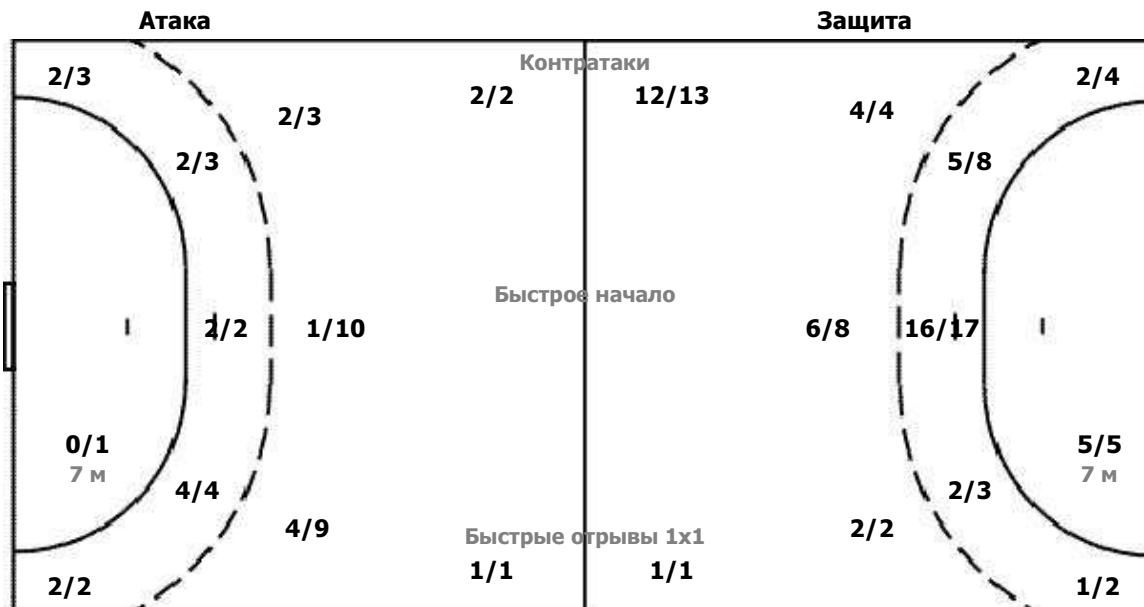 Атака Защита
Контратаки
2/3 2/3 2/2 12/13 4/4 2/4
2/3 5/8
Быстрое начало
2/2 1/10 6/8 16/17
0/1 5/5
7 м 7 м
4/4 2/3
4/9 Быстрые отрывы 1x1 2/2
2/2 1/1 1/1 1/2